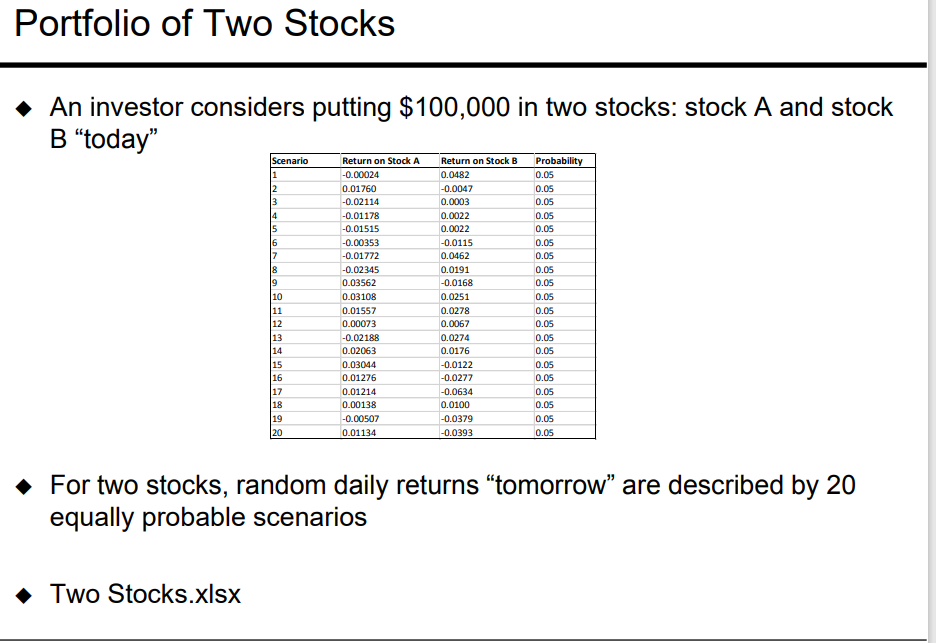 Portfolio of Two Stocks
◆ An investor considers putting $100,000 in two stocks: stock A and stock
B “today”
Scenario Return on Stock A Return on Stock B Probability
1 -0.00024 0.0482 0.05
2 0.01760 -0.0047 0.05
3 -0.02114 0.0003 0.05
4 -0.01178 0.0022 0.05
5 -0.01515 0.0022 0.05
6 -0.00353 -0.0115 0.05
7 -0.01772 0.0462 0.05
8 -0.02345 0.0191 0.05
9 0.03562 -0.0168 0.05
10 0.03108 0.0251 0.05
11 0.01557 0.0278 0.05
12 0.00073 0.0067 0.05
13 -0.02188 0.0274 0.05
14 0.02063 0.0176 0.05
15 0.03044 -0.0122 0.05
16 0.01276 -0.0277 0.05
17 0.01214 -0.0634 0.05
18 0.00138 0.0100 0.05
19 -0.00507 -0.0379 0.05
20 0.01134 -0.0393 0.05
◆ For two stocks, random daily returns “tomorrow” are described by 20
equally probable scenarios
◆ Two Stocks.xlsx